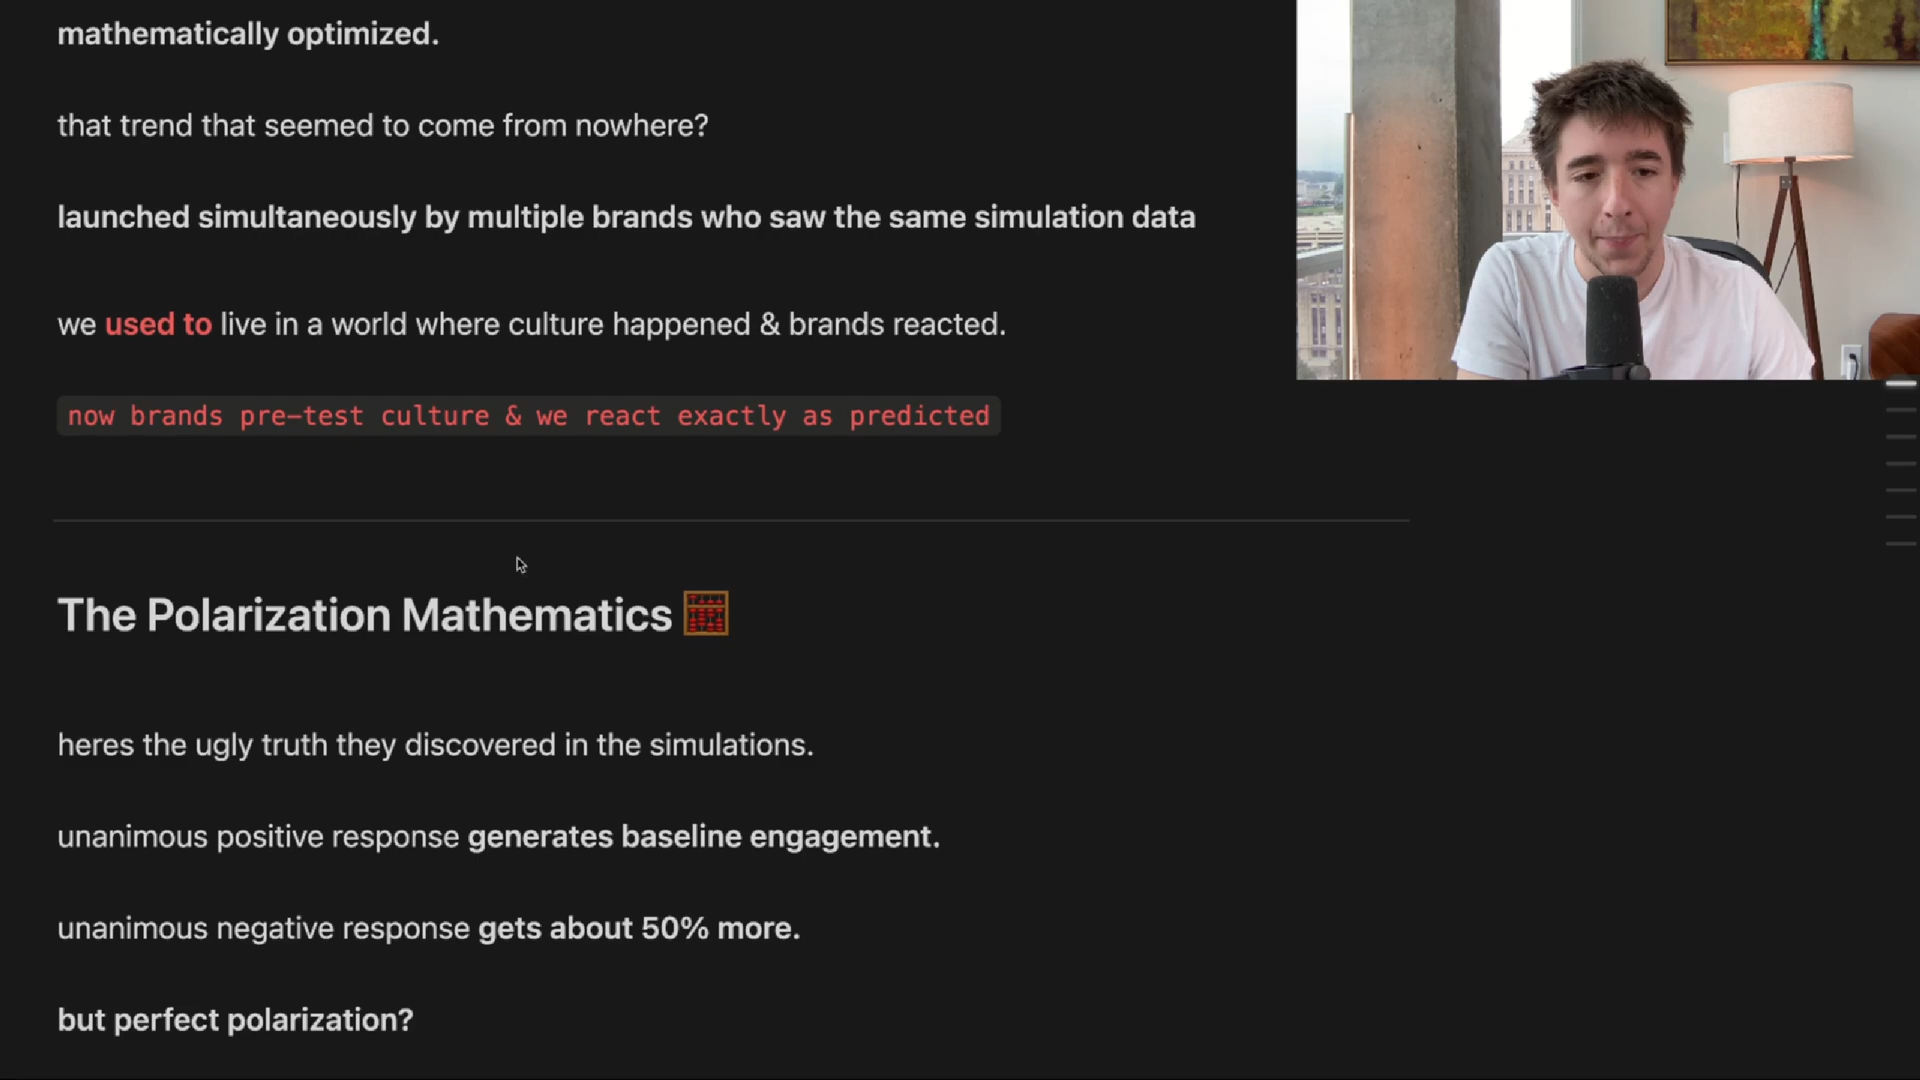 mathematically optimized.
that trend that seemed to come from nowhere?
launched simultaneously by multiple brands who saw the same simulation data
we used to live in a world where culture happened & brands reacted.
now brands pre-test culture & we react exactly as predicted
The Polarization Mathematics 🧮
heres the ugly truth they discovered in the simulations.
unanimous positive response generates baseline engagement.
unanimous negative response gets about 50% more.
but perfect polarization?